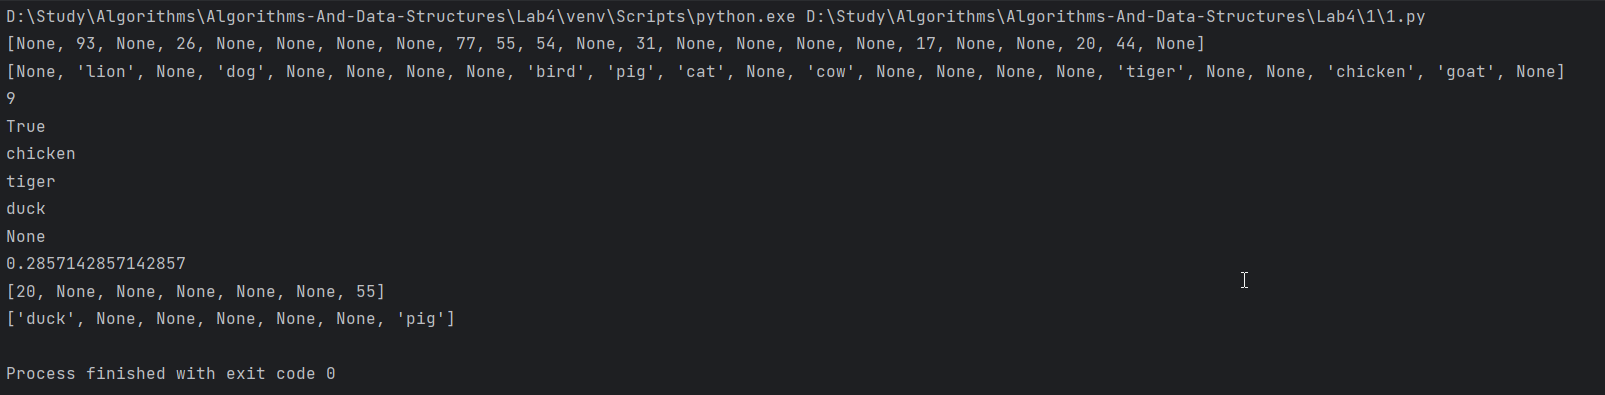 D:\Study\Algorithms\Algorithms-And-Data-Structures\Lab4\venv\Scripts\python.exe D:\Study\Algorithms\Algorithms-And-Data-Structures\Lab4\1\1.py
[None, 93, None, 26, None, None, None, None, 77, 55, 54, None, 31, None, None, None, None, 17, None, None, 20, 44, None]
[None, 'lion', None, 'dog', None, None, None, None, 'bird', 'pig', 'cat', None, 'cow', None, None, None, None, 'tiger', None, None, 'chicken', 'goat', None]
9
True
chicken
tiger
duck
None
0.2857142857142857
[20, None, None, None, None, None, 55]
['duck', None, None, None, None, None, 'pig']
Process finished with exit code 0